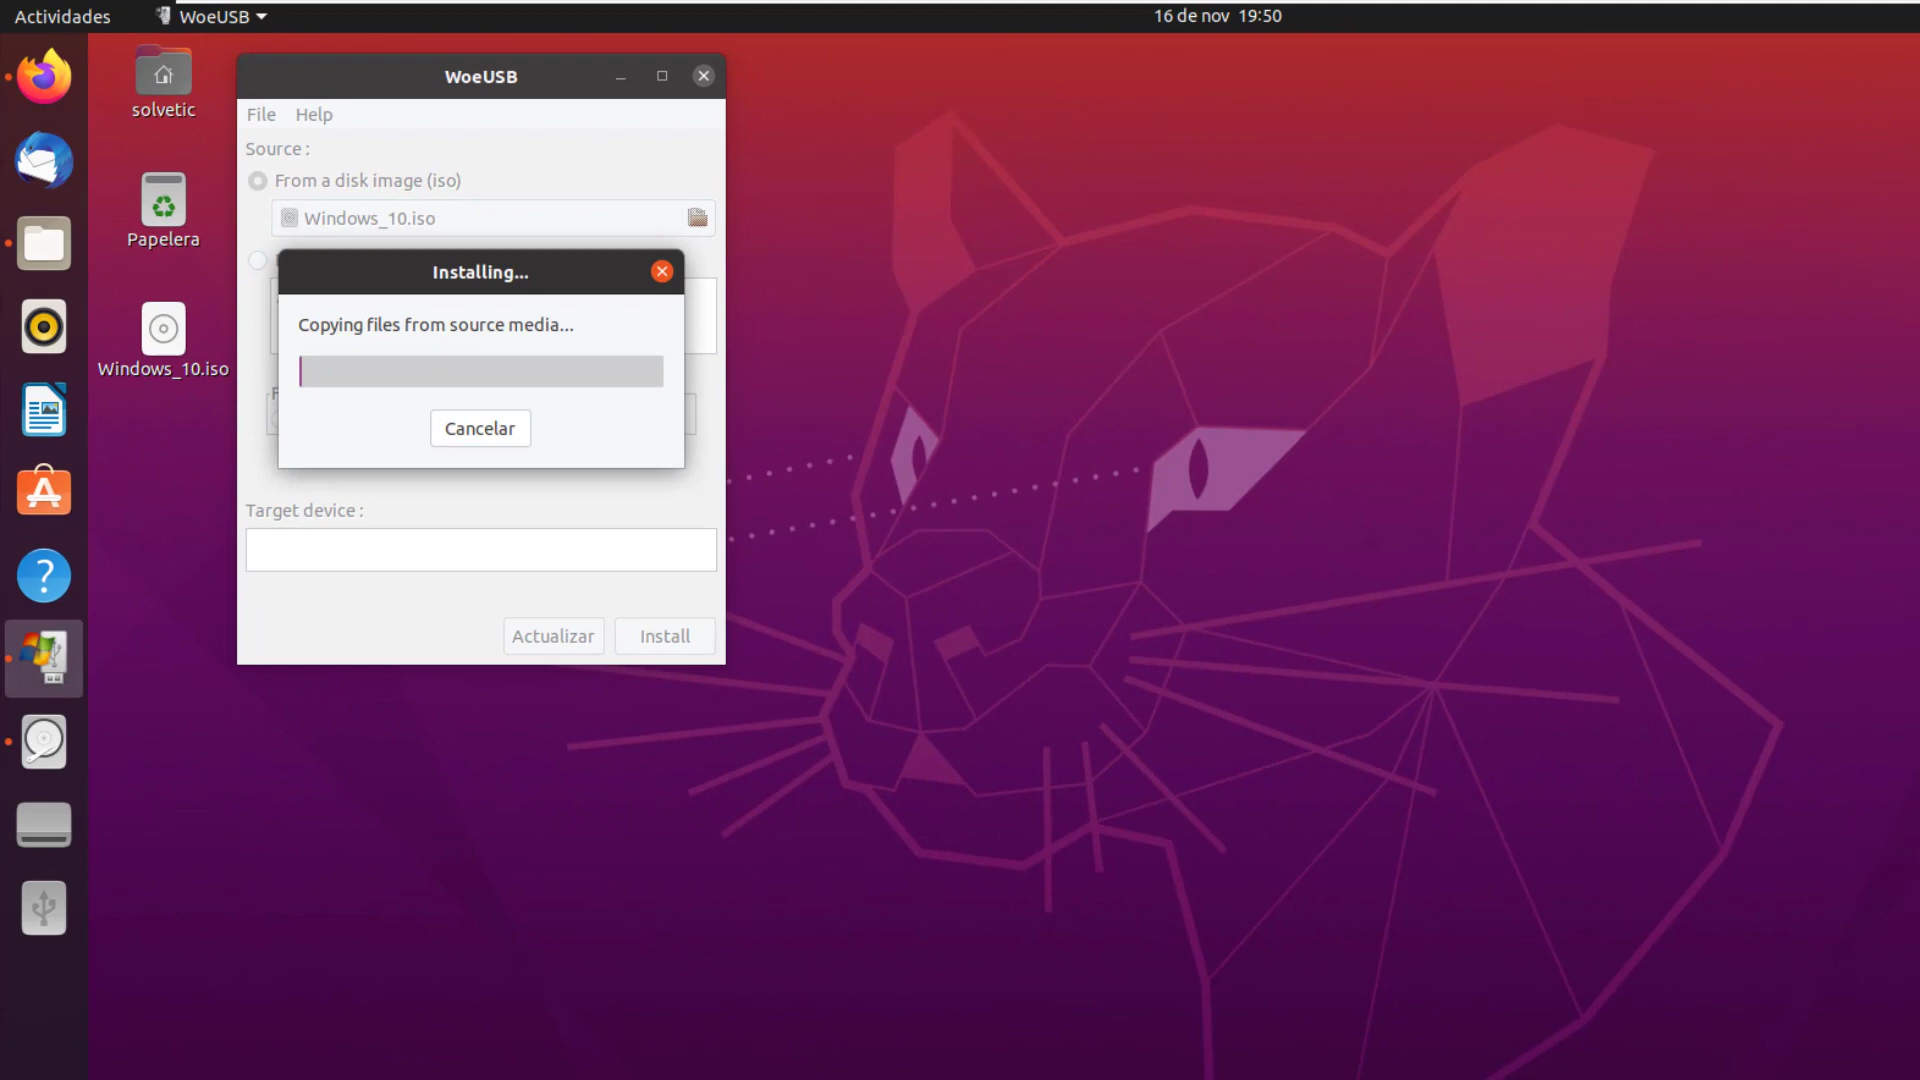 Actividades
WoeUSB
16 de nov 19:50
solvetic
Papelera
Windows_10.iso
WoeUSB
File Help
Source :
From a disk image (iso)
Windows_10.iso
Installing...
Copying files from source media...
Cancelar
Target device :
Actualizar
Install